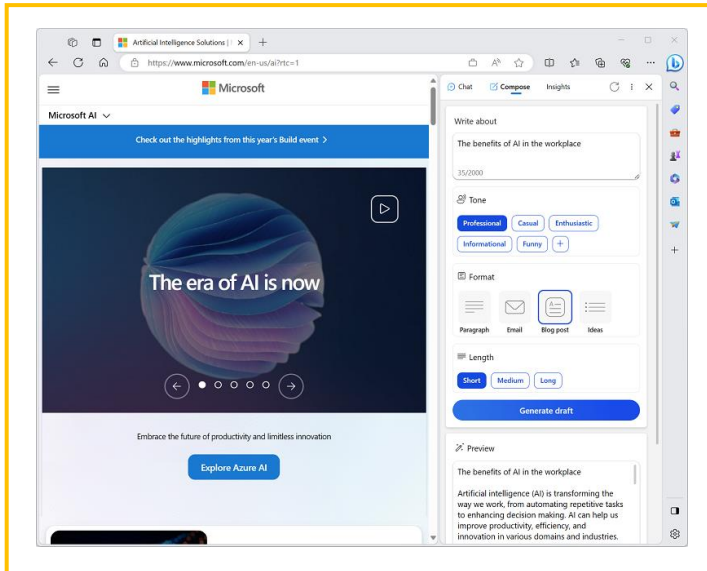 Artificial Intelligence Solutions |
https://www.microsoft.com/en-us/ai?rtc=1
Microsoft
Microsoft AI
Check out the highlights from this year's Build event >
The era of AI is now
Embrace the future of productivity and limitless innovation
Explore Azure AI
Chat Compose Insights
Write about
The benefits of AI in the workplace
35/2000
Tone
Professional Casual Enthusiastic
Informational Funny +
Format
Paragraph Email Blog post Ideas
Length
Short Medium Long
Generate draft
Preview
The benefits of AI in the workplace
Artificial intelligence (AI) is transforming the
way we work, from automating repetitive tasks
to enhancing decision making. AI can help us
improve productivity, efficiency, and
innovation in various domains and industries.